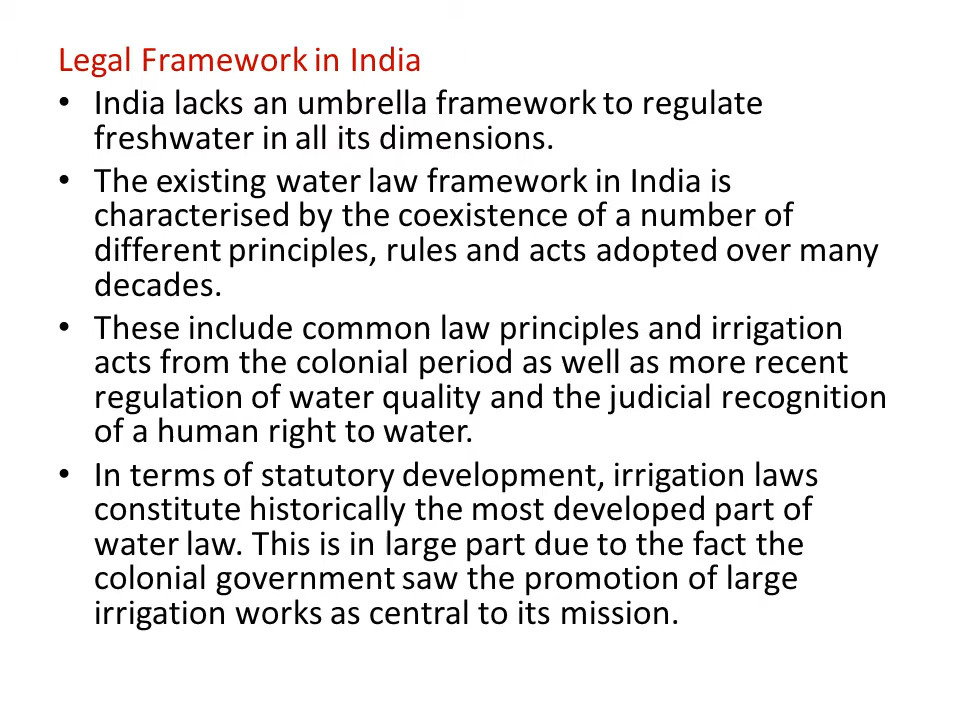 Legal Framework in India
• India lacks an umbrella framework to regulate
freshwater in all its dimensions.
• The existing water law framework in India is
characterised by the coexistence of a number of
different principles, rules and acts adopted over many
decades.
• These include common law principles and irrigation
acts from the colonial period as well as more recent
regulation of water quality and the judicial recognition
of a human right to water.
• In terms of statutory development, irrigation laws
constitute historically the most developed part of
water law. This is in large part due to the fact the
colonial government saw the promotion of large
irrigation works as central to its mission.